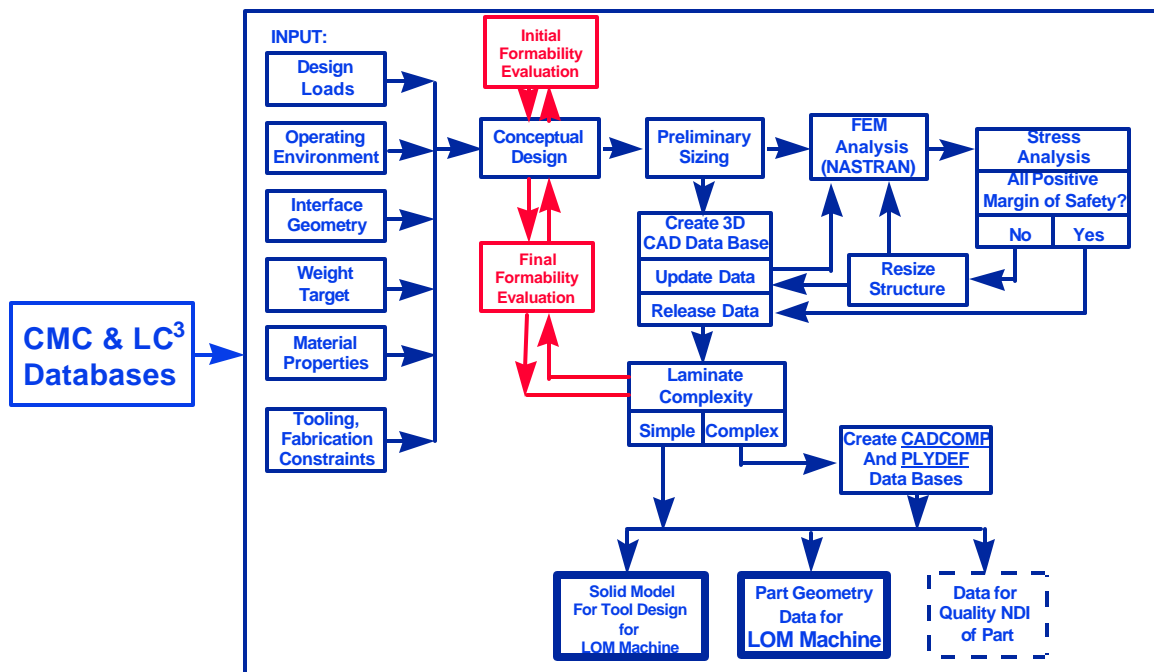 INPUT:
Design
Loads
Operating
Environment
Interface
Geometry
Weight
Target
Material
Properties
Tooling,
Fabrication
Constraints
CMC & LC³
Databases
Initial
Formability
Evaluation
Conceptual
Design
Final
Formability
Evaluation
Preliminary
Sizing
Create 3D
CAD Data Base
Update Data
Release Data
FEM
Analysis
(NASTRAN)
Stress
Analysis
All Positive
Margin of Safety?
No Yes
Resize
Structure
Laminate
Complexity
Simple Complex
Create CADCOMP
And PLYDEF
Data Bases
Solid Model
For Tool Design
for
LOM Machine
Part Geometry
Data for
LOM Machine
Data for
Quality NDI
of Part